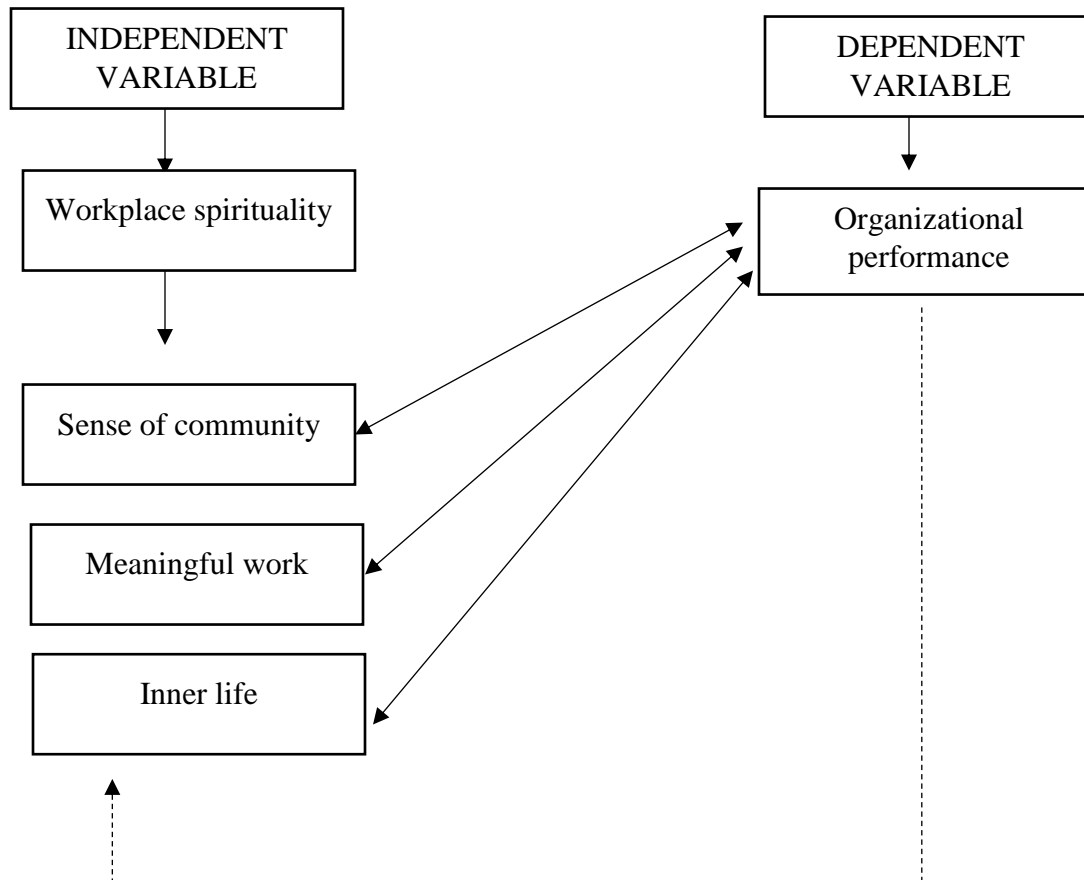 INDEPENDENT
VARIABLE
DEPENDENT
VARIABLE
Workplace spirituality
Organizational
performance
Sense of community
Meaningful work
Inner life